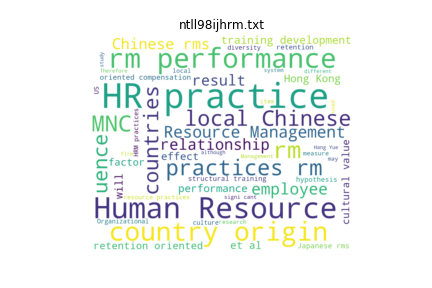 ntll98ijhrm.txt
Chinese rms
training development
diversity
retention
rm performance
study
Therefore
local
system
different
oriented compensation
result
Hong Kong
US
HR practice
MNC
local Chinese
Resource Management
countries
HRM practices
relationship
rm
uence
factor
effect
measure
although
Hang Yue
may
practices rm
Management
will
structural training
hypothesis
performance
employee
resource practices
cultural value
Human Resource
signi cant
Organizational
culture
research
country origin
retention oriented
et al
Japanese rms